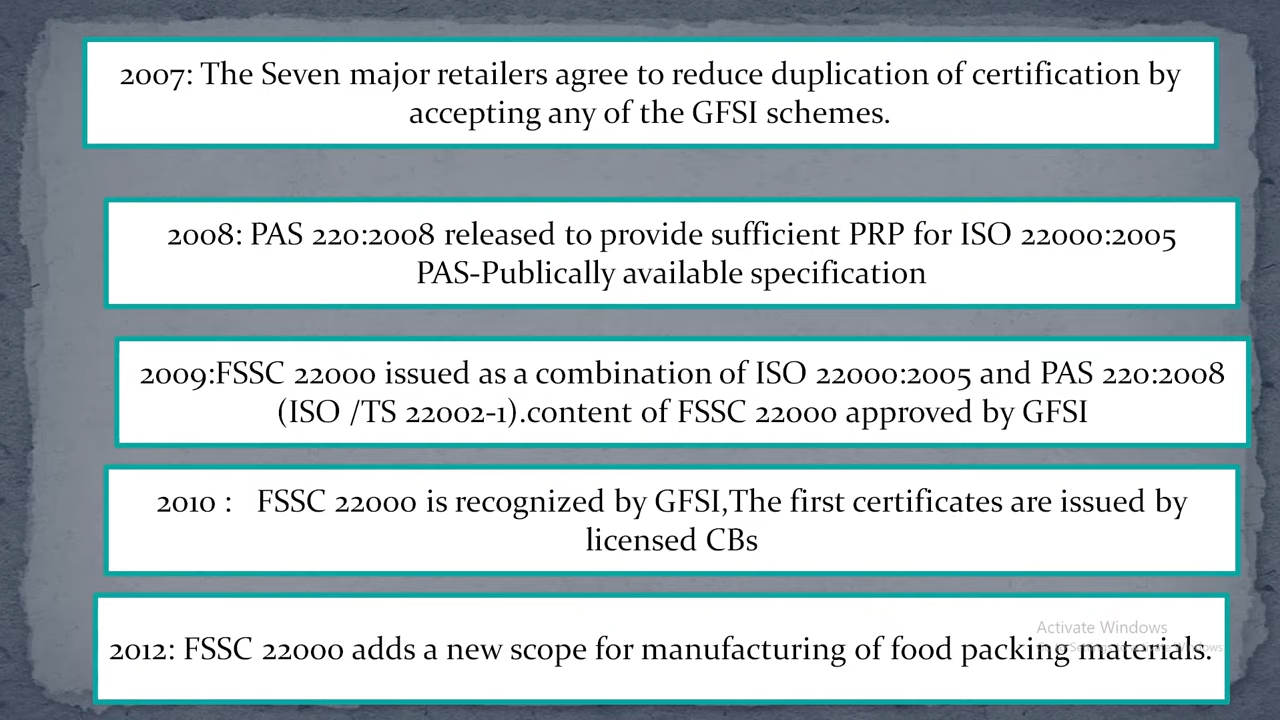 2007: The Seven major retailers agree to reduce duplication of certification by
accepting any of the GFSI schemes.
2008: PAS 220:2008 released to provide sufficient PRP for ISO 22000:2005
PAS-Publically available specification
2009:FSSC 22000 issued as a combination of ISO 22000:2005 and PAS 220:2008
(ISO /TS 22002-1).content of FSSC 22000 approved by GFSI
2010 : FSSC 22000 is recognized by GFSI,The first certificates are issued by
licensed CBs
Activate Windows
2012: FSSC 22000 adds a new scope for manufacturing of food packing materials.